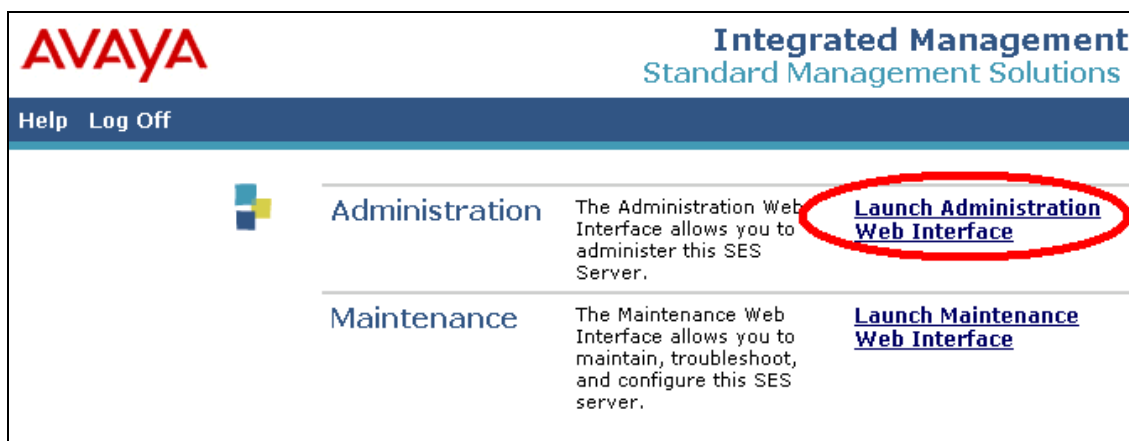 AVAYA
Integrated Management
Standard Management Solutions
Help Log Off
Administration
The Administration Web
Interface allows you to
administer this SES
Server.
Launch Administration
Web Interface
Maintenance
The Maintenance Web
Interface allows you to
maintain, troubleshoot,
and configure this SES
server.
Launch Maintenance
Web Interface